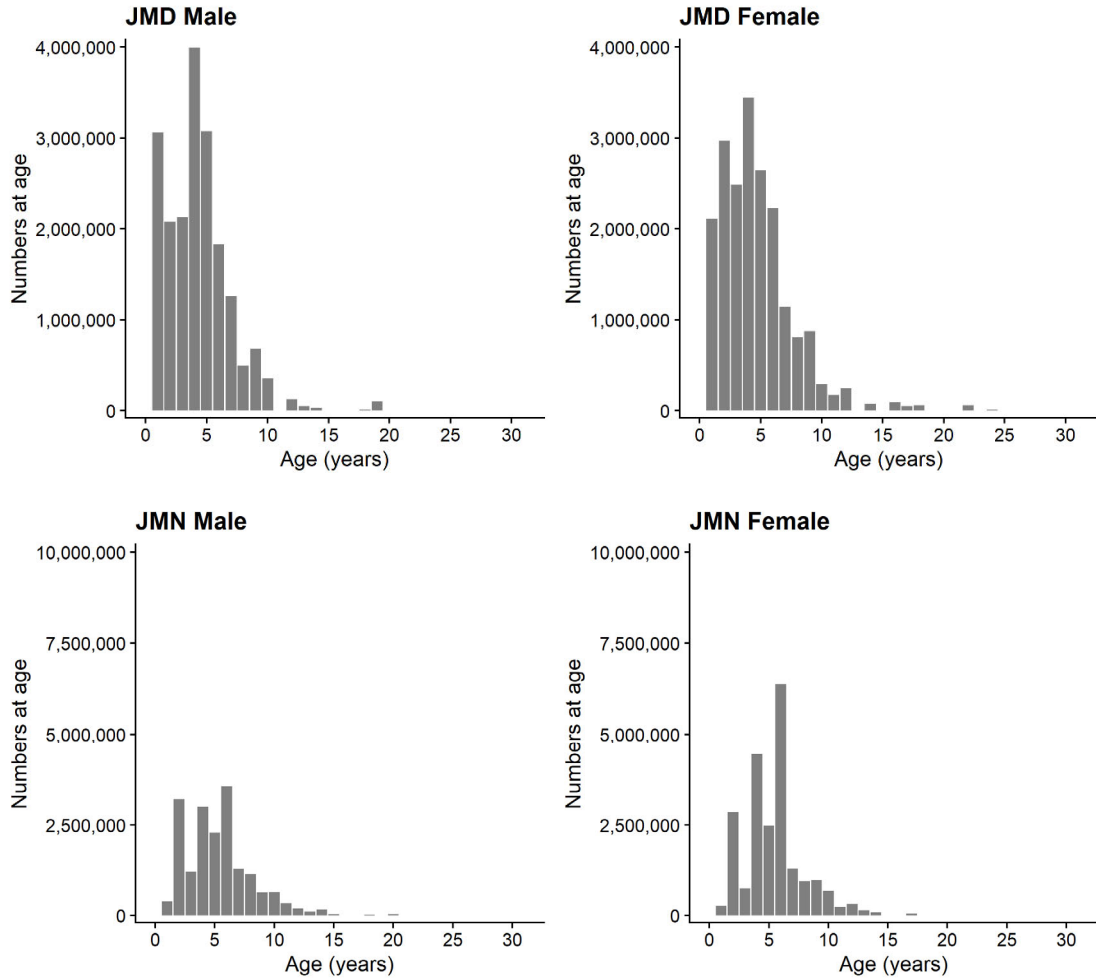 JMD Male
4,000,000
3,000,000
2,000,000
1,000,000
0
Numbers at age
0 5 10 15 20 25 30
Age (years)
JMD Female
4,000,000
3,000,000
2,000,000
1,000,000
0
Numbers at age
0 5 10 15 20 25 30
Age (years)
JMN Male
10,000,000
7,500,000
5,000,000
2,500,000
0
Numbers at age
0 5 10 15 20 25 30
Age (years)
JMN Female
10,000,000
7,500,000
5,000,000
2,500,000
0
Numbers at age
0 5 10 15 20 25 30
Age (years)